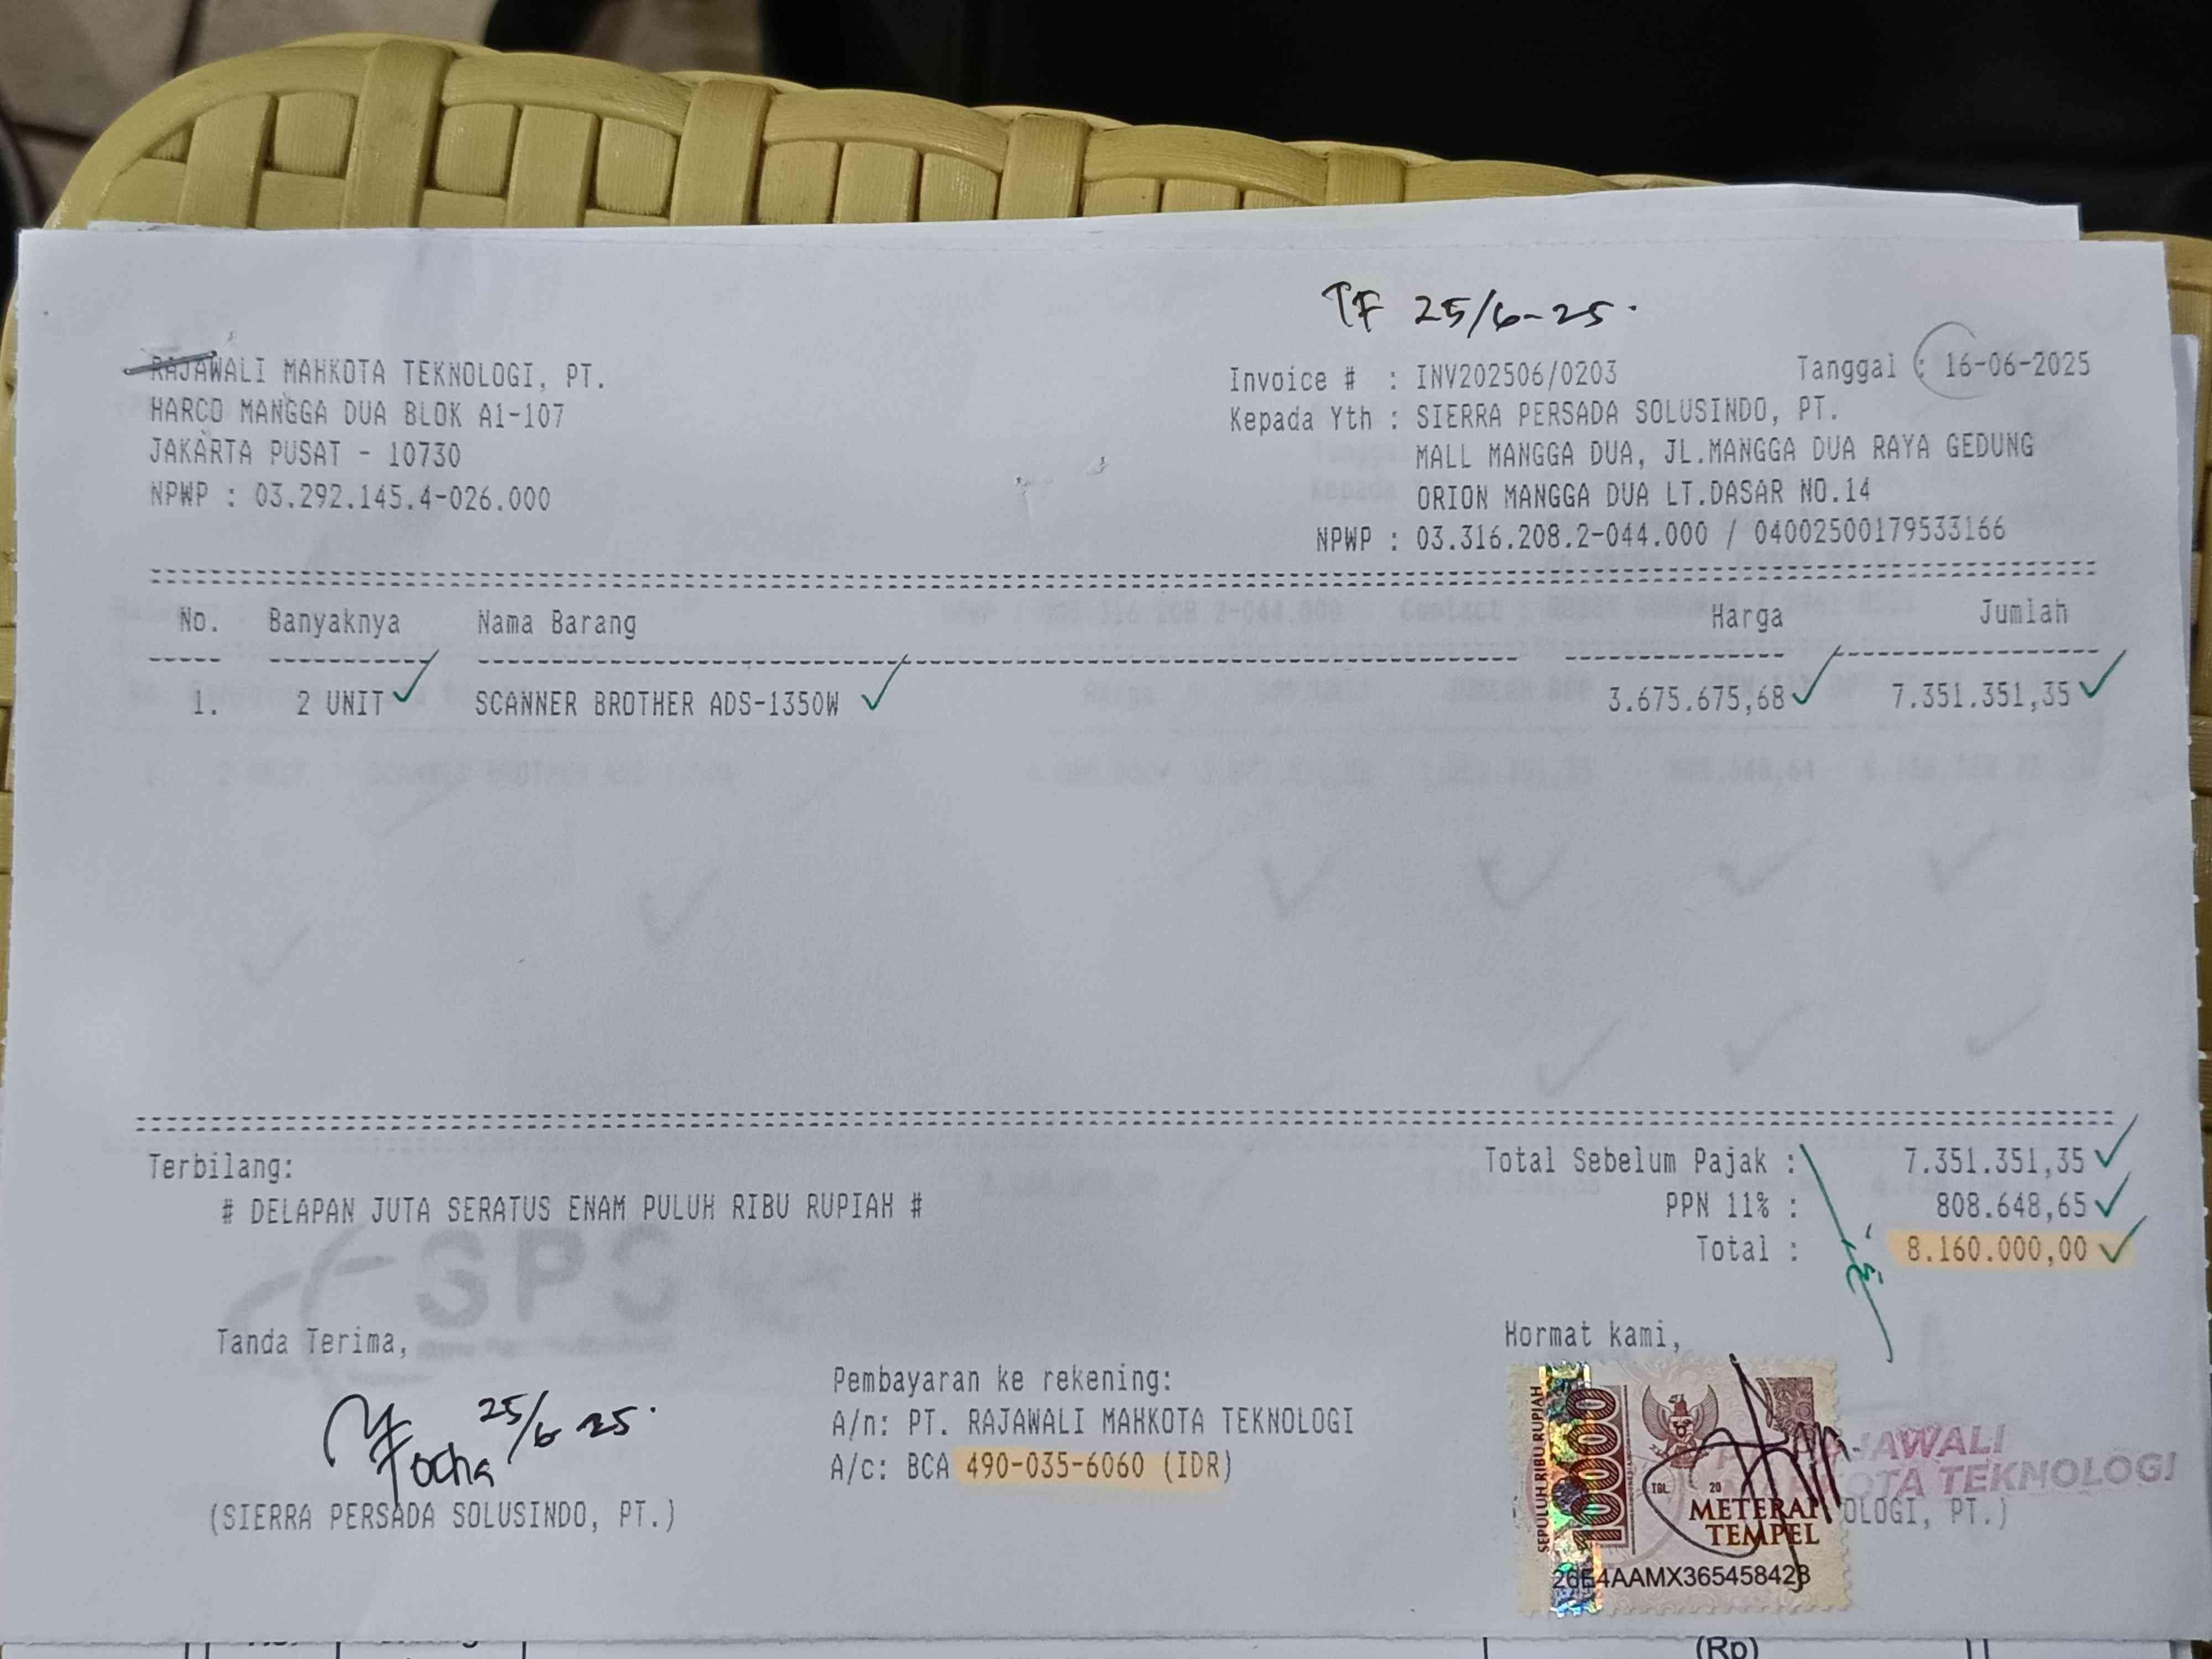 TF 25/6-25.
RAJAWALI MAHKOTA TEKNOLOGI, PT.
HARCO MANGGA DUA BLOK A1-107
JAKARTA PUSAT - 10730
NPWP : 03.292.145.4-026.000
Invoice # : INV202506/0203 Tanggal : 16-06-2025
Kepada Yth : SIERRA PERSADA SOLUSINDO, PT.
MALL MANGGA DUA, JL.MANGGA DUA RAYA GEDUNG
ORION MANGGA DUA LT.DASAR NO.14
NPWP : 03.316.208.2-044.000 / 04002500179533166
No. Banyaknya Nama Barang Harga Jumlah
1. 2 UNIT SCANNER BROTHER ADS-1350W 3.675.675,68 7.351.351,35
Terbilang:
# DELAPAN JUTA SERATUS ENAM PULUH RIBU RUPIAH #
Total Sebelum Pajak : 7.351.351,35
PPN 11% : 808.648,65
Total : 8.160.000,00
Tanda Terima,
25/6 25.
(SIERRA PERSADA SOLUSINDO, PT.)
Pembayaran ke rekening:
A/n: PT. RAJAWALI MAHKOTA TEKNOLOGI
A/c: BCA 490-035-6060 (IDR)
Hormat kami,
SEPULUH RIBU RUPIAH
10000
TGL. 20
METERAI
TEMPEL
26E4AAMX365458423
RAJAWALI
MAHKOTA TEKNOLOGI
OLOGI, PT.)
(Rp)